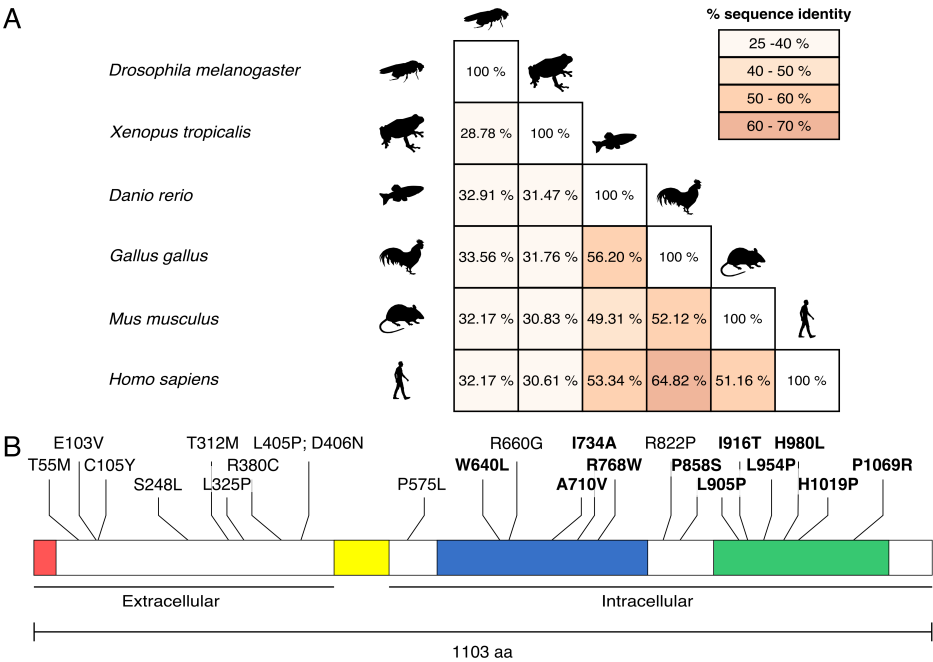 A
% sequence identity
25 -40 %
40 - 50 %
50 - 60 %
60 - 70 %
Drosophila melanogaster
100 %
Xenopus tropicalis
28.78 % 100 %
Danio rerio
32.91 % 31.47 % 100 %
Gallus gallus
33.56 % 31.76 % 56.20 % 100 %
Mus musculus
32.17 % 30.83 % 49.31 % 52.12 % 100 %
Homo sapiens
32.17 % 30.61 % 53.34 % 64.82 % 51.16 % 100 %
B
E103V T312M L405P; D406N R660G I734A R822P I916T H980L
T55M C105Y R380C W640L R768W P858S L954P P1069R
S248L L325P P575L A710V L905P H1019P
Extracellular Intracellular
1103 aa